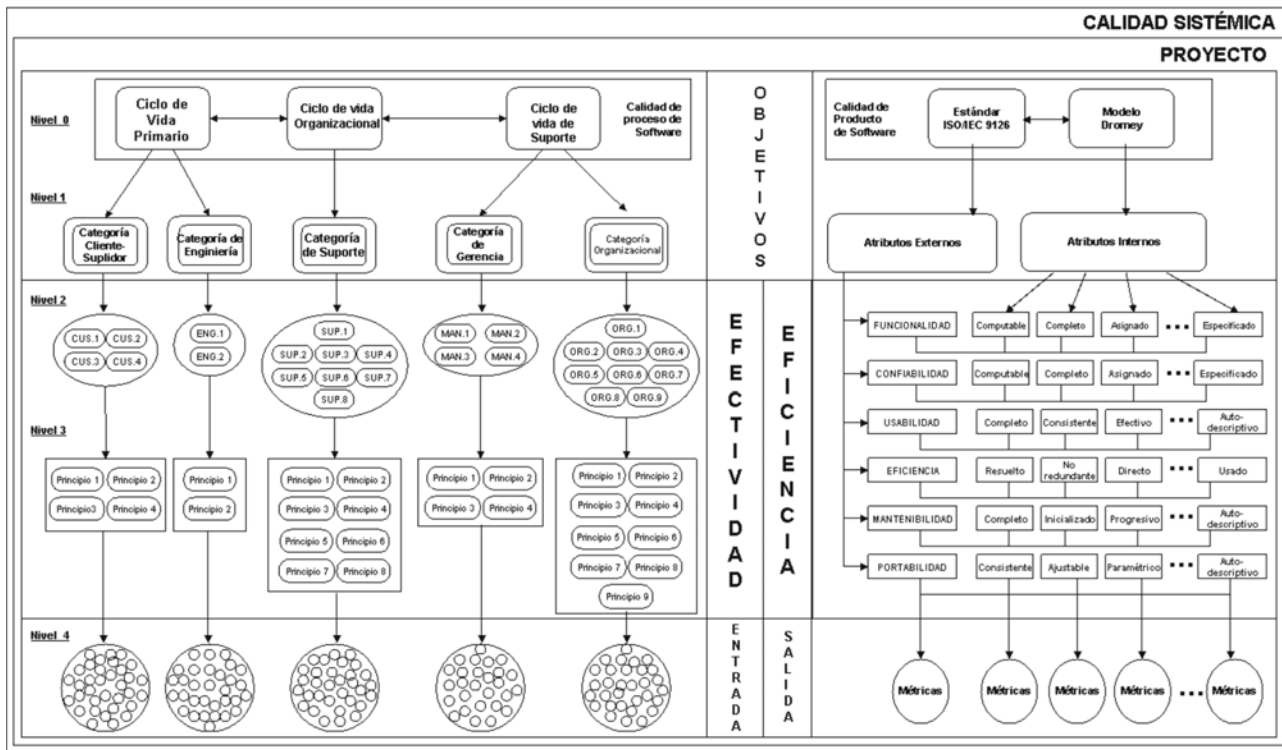 CALIDAD SISTÉMICA
PROYECTO
Nivel 0
Ciclo de
Vida
Primario
Ciclo de vida
Organizacional
Ciclo de
vida de
Suporte
Calidad de
proceso de
Software
Nivel 1
Categoría
Cliente-
Suplidor
Categoría de
Enginiería
Categoría
de Suporte
Categoría
de
Gerencia
Categoría
Organizacional
OBJETIVOS
Calidad de
Producto
de Software
Estándar
ISO/IEC 9126
Modelo
Dromey
Atributos Externos
Atributos Internos
Nivel 2
CUS.1 CUS.2
CUS.3 CUS.4
ENG.1
ENG.2
SUP.1
SUP.2 SUP.3 SUP.4
SUP.5 SUP.6 SUP.7
SUP.8
MAN.1 MAN.2
MAN.3 MAN.4
ORG.1
ORG.2 ORG.3 ORG.4
ORG.5 ORG.6 ORG.7
ORG.8 ORG.9
Nivel 3
Principio 1 Principio 2
Principio3 Principio 4
Principio 1
Principio 2
Principio 1 Principio 2
Principio 3 Principio 4
Principio 5 Principio 6
Principio 7 Principio 8
Principio 1 Principio 2
Principio 3 Principio 4
Principio 1 Principio 2
Principio 3 Principio 4
Principio 5 Principio 6
Principio 7 Principio 8
Principio 9
EFECTIVIDAD
EFICIENCIA
FUNCIONALIDAD Computable Completo Asignado ... Especificado
CONFIABILIDAD Computable Completo Asignado ... Especificado
USABILIDAD Completo Consistente Efectivo ... Auto-
descriptivo
EFICIENCIA Resuelto No
redundante Directo ... Usado
MANTENIBILIDAD Completo Inicializado Progresivo ... Auto-
descriptivo
PORTABILIDAD Consistente Ajustable Paramétrico ... Auto-
descriptivo
Nivel 4
ENTRADA
SALIDA
Métricas Métricas Métricas Métricas ... Métricas